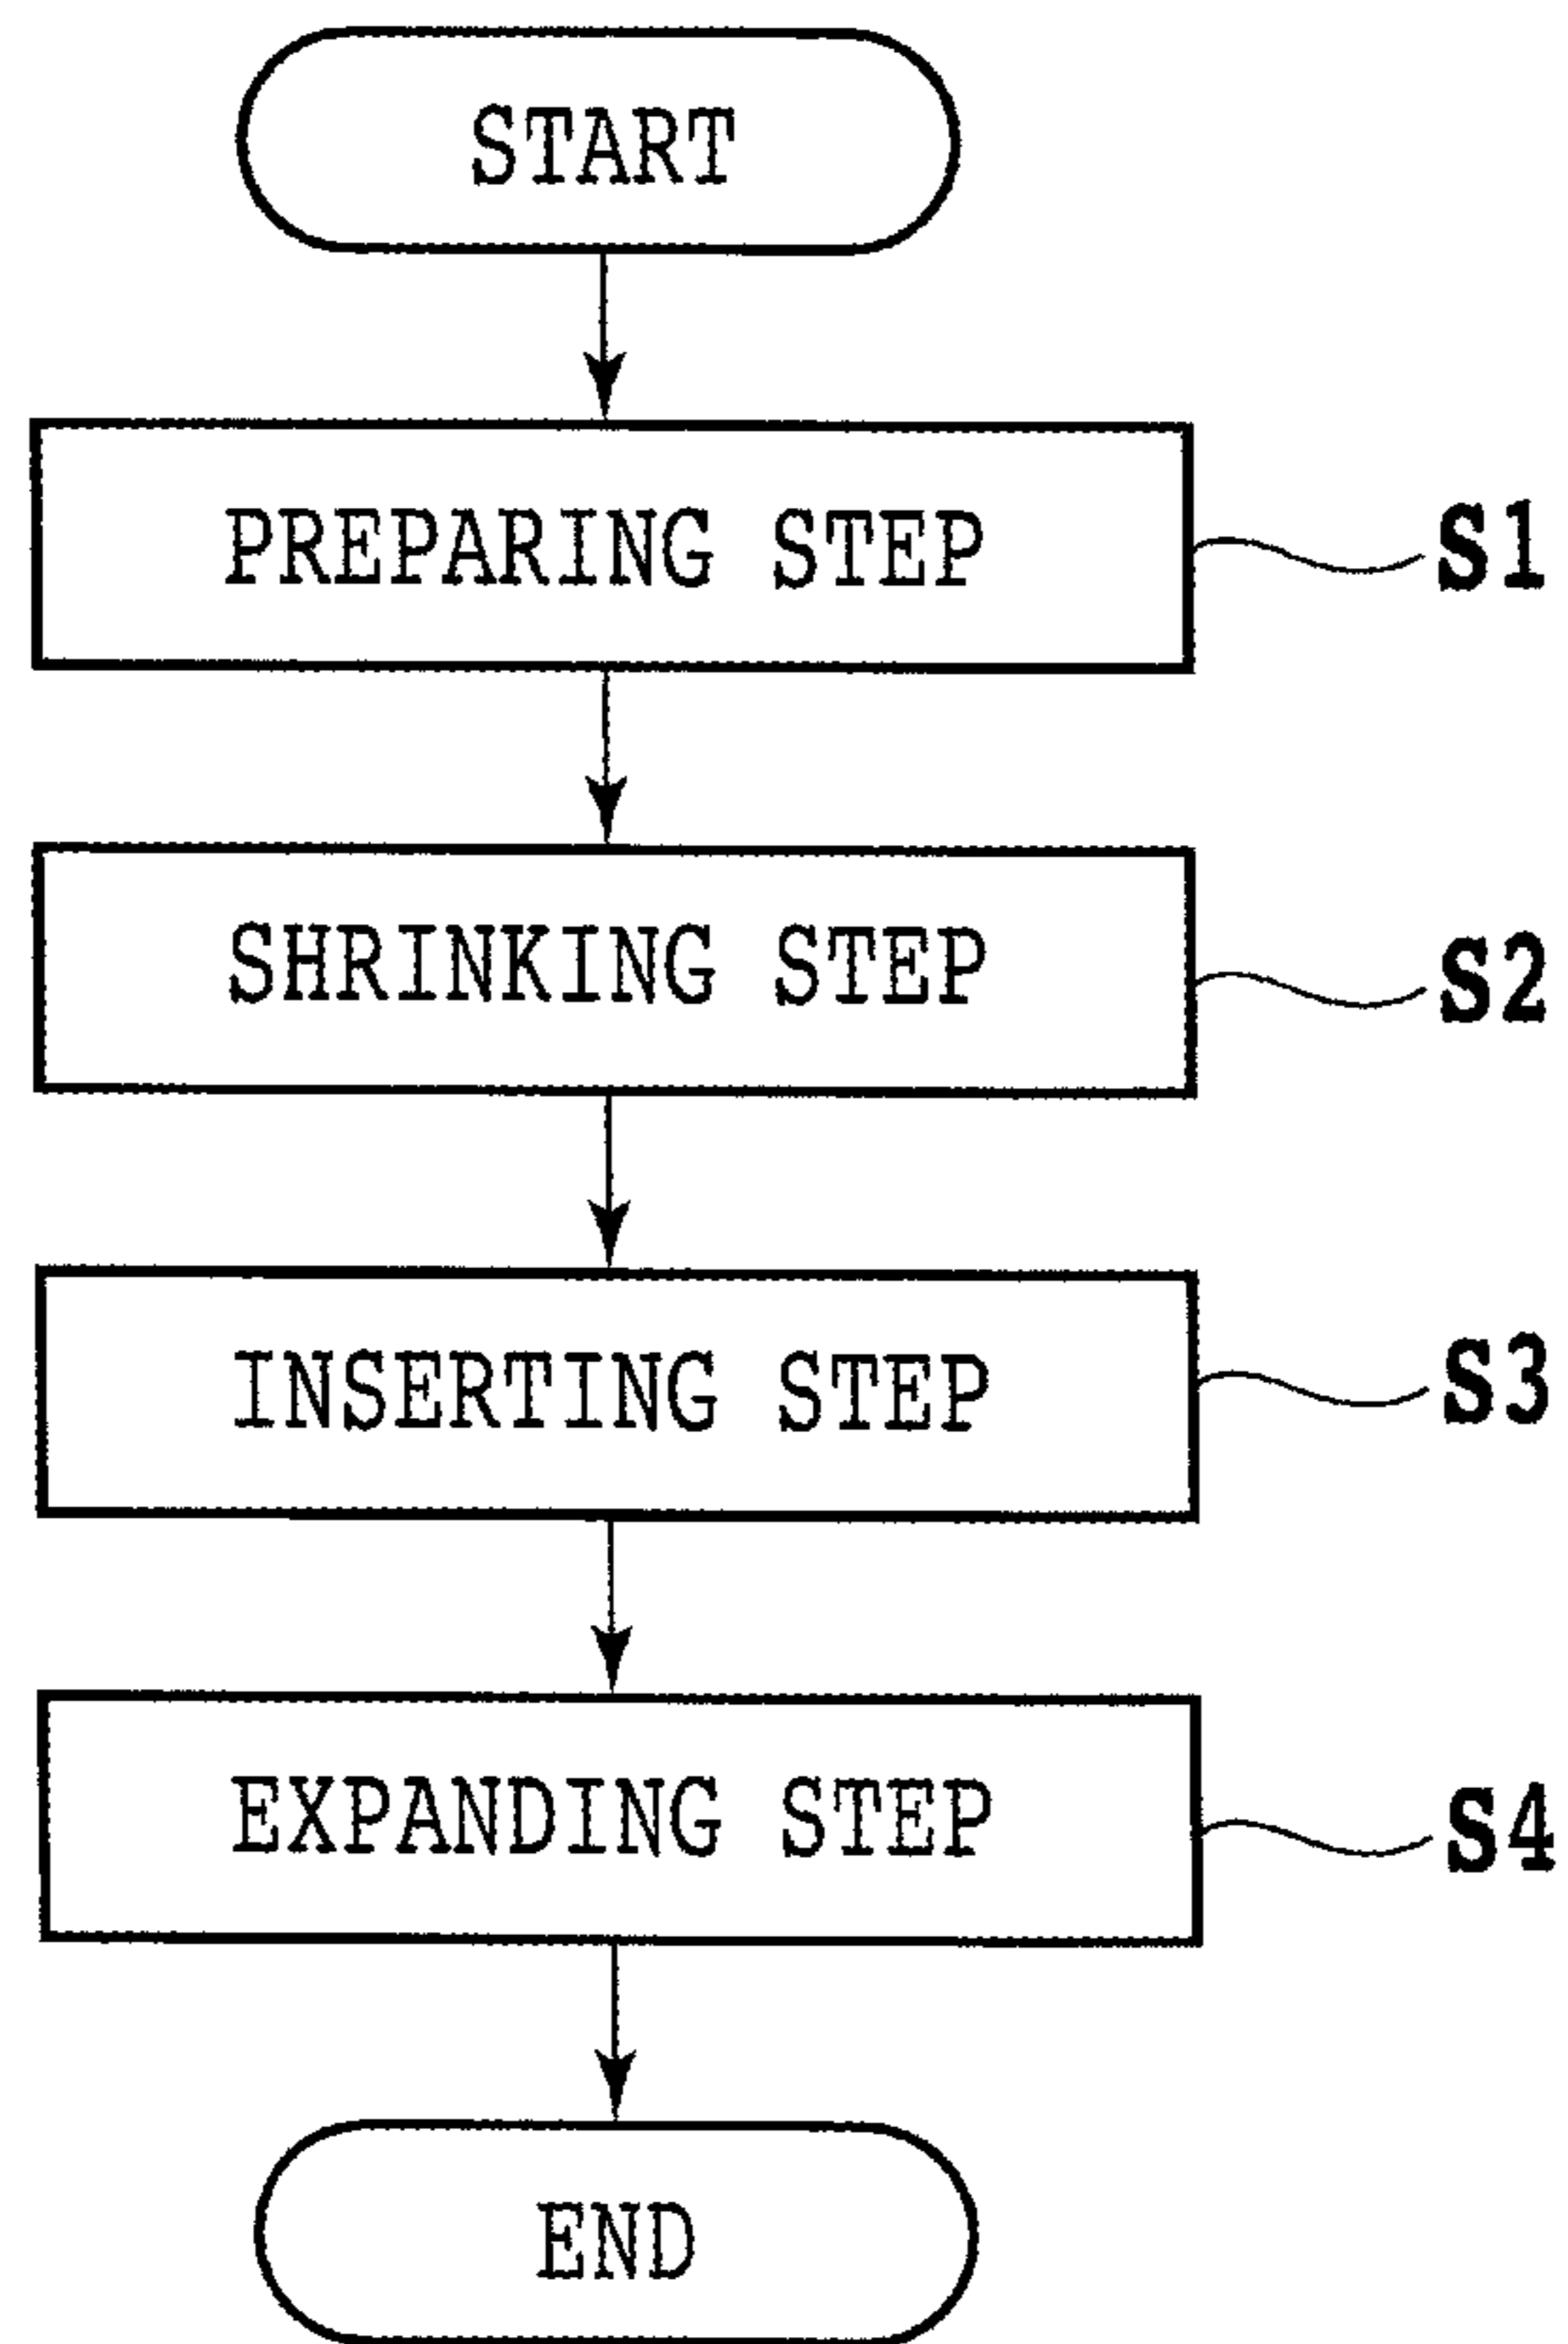 START
PREPARING STEP S1
SHRINKING STEP S2
INSERTING STEP S3
EXPANDING STEP S4
END